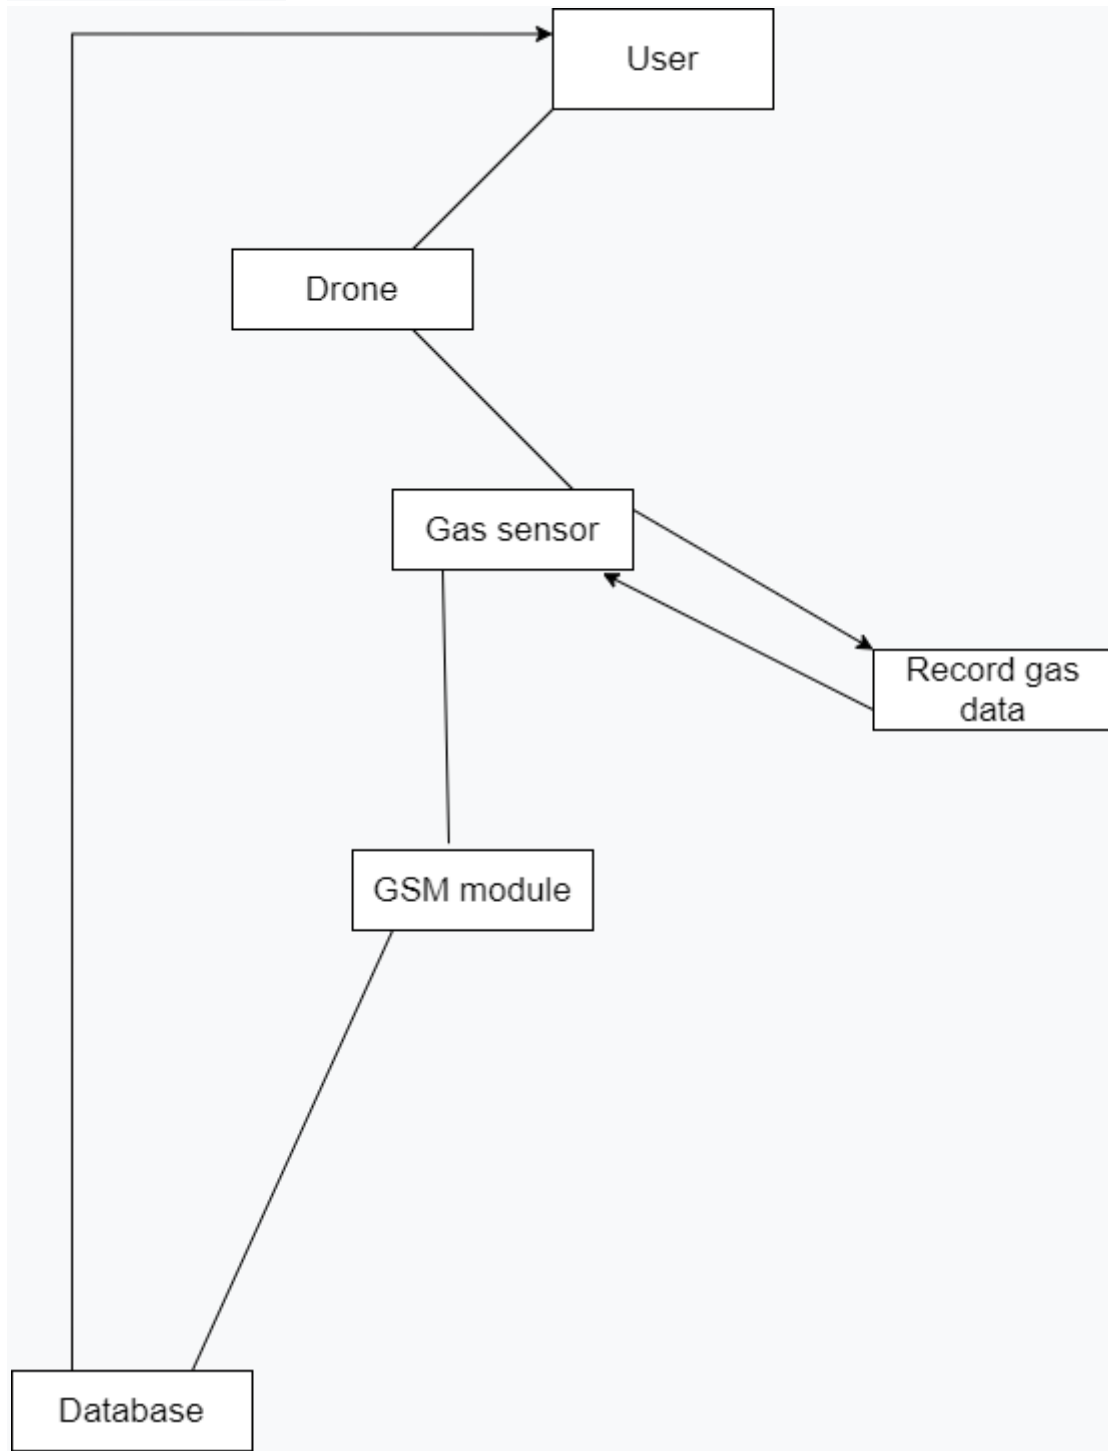 User
Drone
Gas sensor
Record gas
data
GSM module
Database